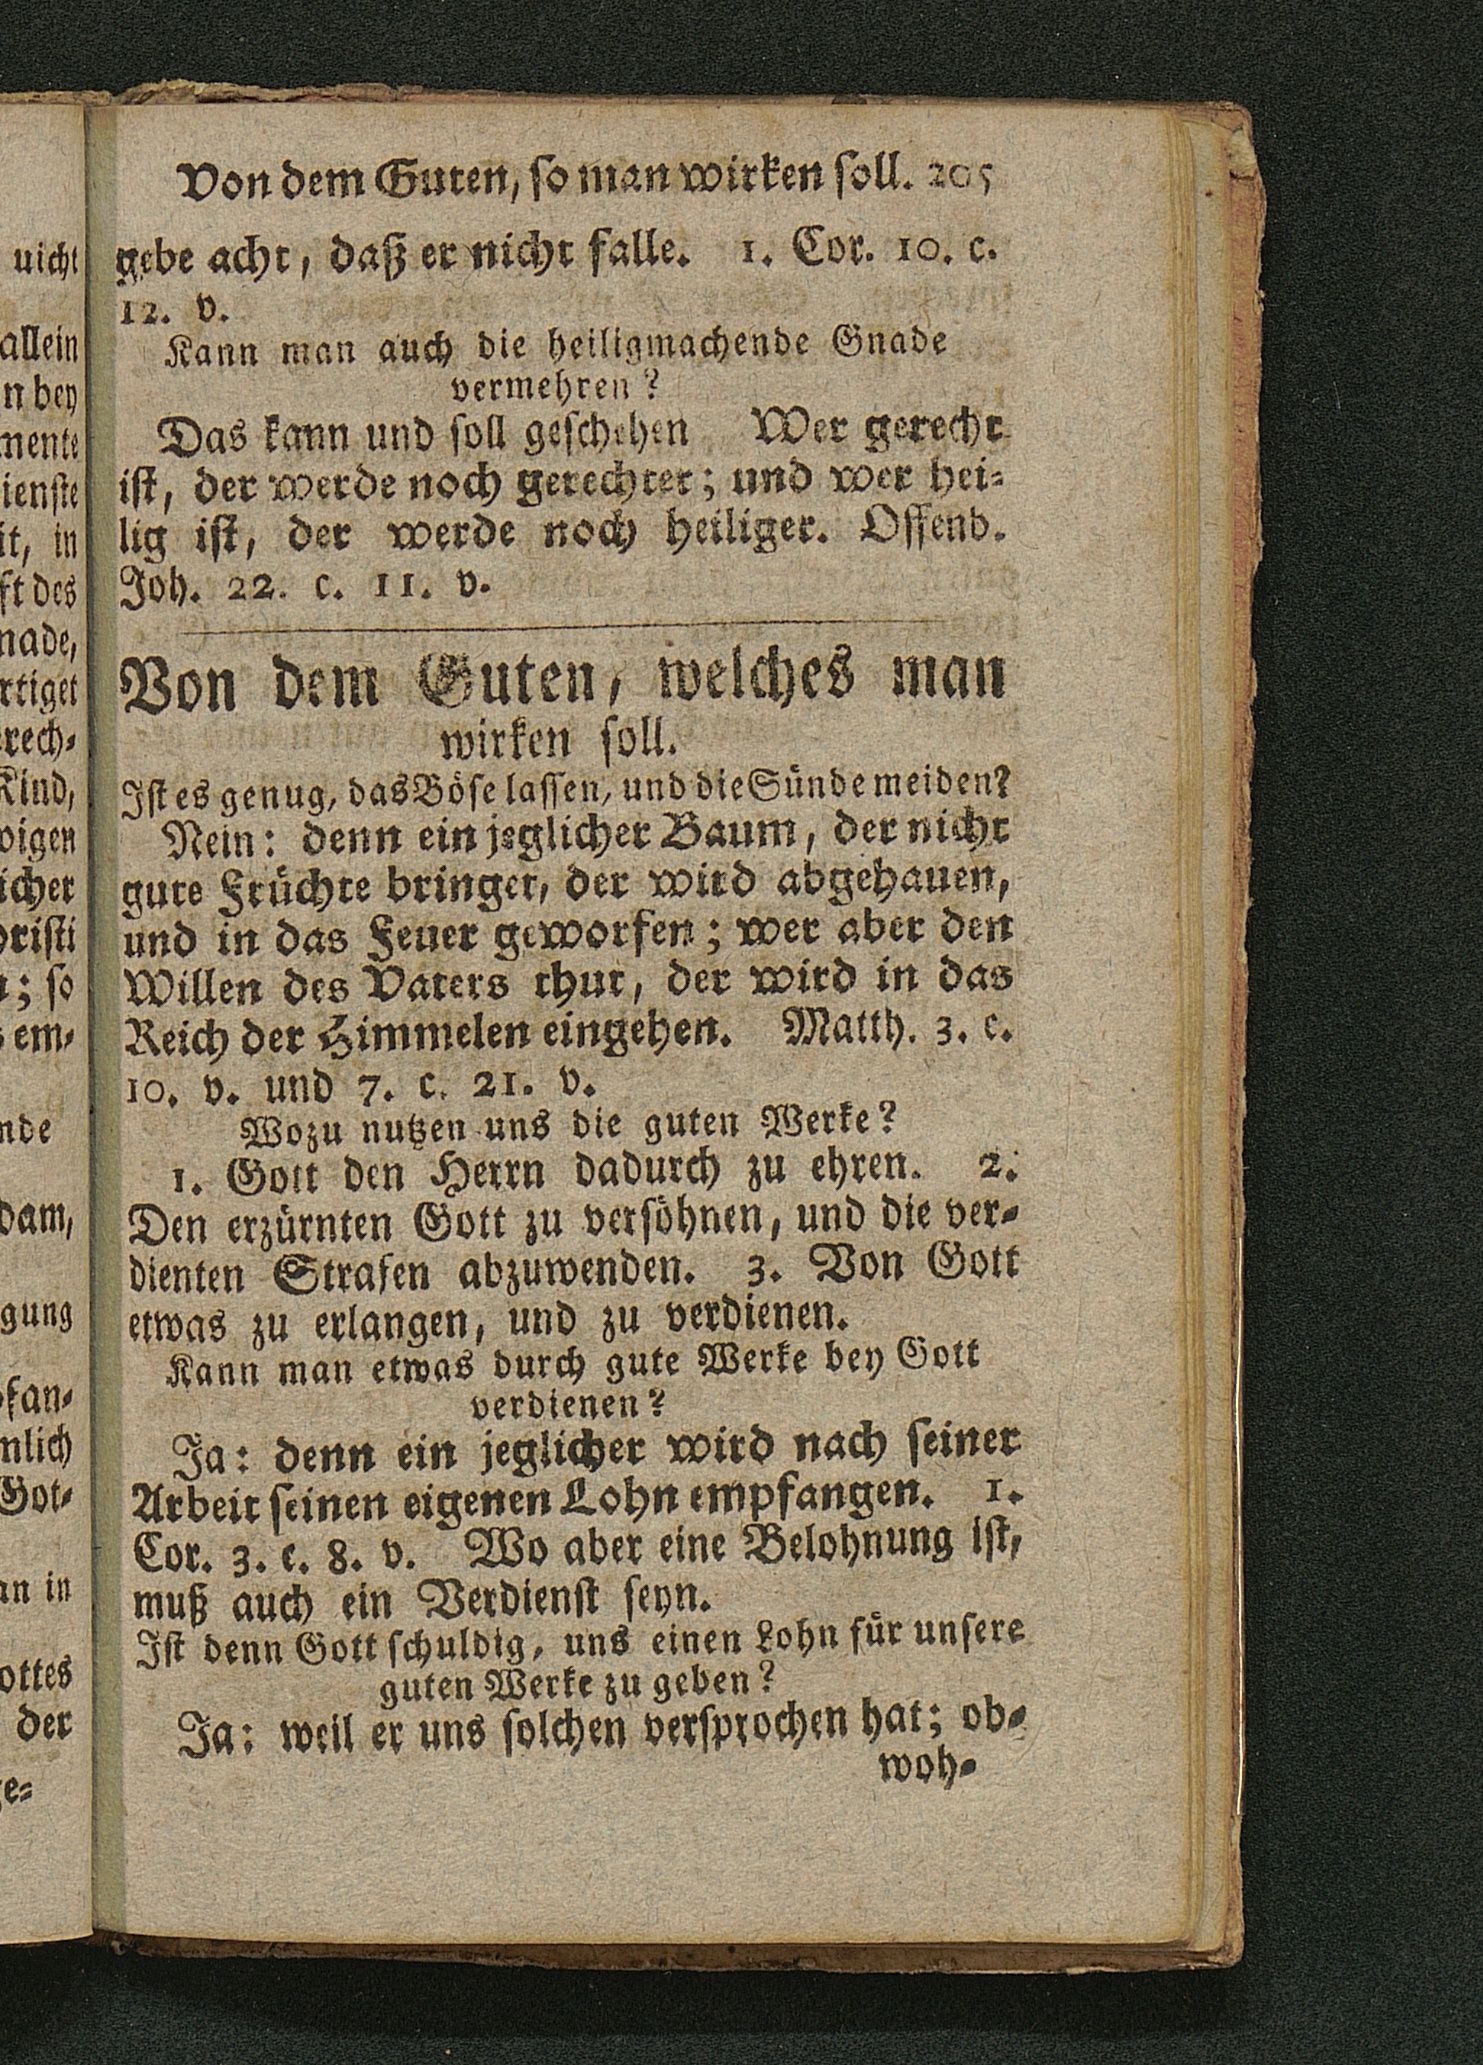 Von dem Guten, so man wirken soll. 205
gebe acht, daß er nicht falle. 1. Cor. 10. c.
12. v.
Kann man auch die heiligmachende Gnade
vermehren?
Das kann und soll geschehen Wer gerecht
ist, der werde noch gerechter; und wer hei-
lig ist, der werde noch heiliger. Offenb.
Joh. 22. c. 11. v.
Von dem Guten, welches man
wirken soll.
Ist es genug, das Böse lassen, und die Sünde meiden?
Nein: denn ein jeglicher Baum, der nicht
gute Früchte bringet, der wird abgehauen,
und in das Feuer geworfen; wer aber den
Willen des Vaters thut, der wird in das
Reich der Himmelen eingehen. Matth. 3. c.
10. v. und 7. c. 21. v.
Wozu nutzen uns die guten Werke?
1. Gott den Herrn dadurch zu ehren. 2.
Den erzürnten Gott zu versöhnen, und die ver-
dienten Strafen abzuwenden. 3. Von Gott
etwas zu erlangen, und zu verdienen.
Kann man etwas durch gute Werke bey Gott
verdienen?
Ja: denn ein jeglicher wird nach seiner
Arbeit seinen eigenen Lohn empfangen. 1.
Cor. 3. c. 8. v. Wo aber eine Belohnung ist,
muß auch ein Verdienst seyn.
Ist denn Gott schuldig, uns einen Lohn für unsere
guten Werke zu geben?
Ja: weil er uns solchen versprochen hat; ob-
woh-